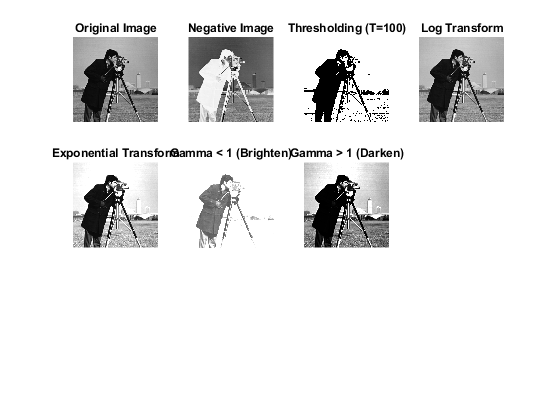 Original Image
Negative Image
Thresholding (T=100)
Log Transform
Exponential Transform
Gamma < 1 (Brighten)
Gamma > 1 (Darken)